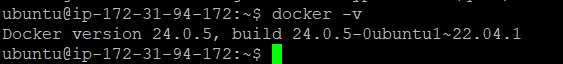 ubuntu@ip-172-31-94-172:~$ docker -v
Docker version 24.0.5, build 24.0.5-0ubuntu1~22.04.1
ubuntu@ip-172-31-94-172:~$